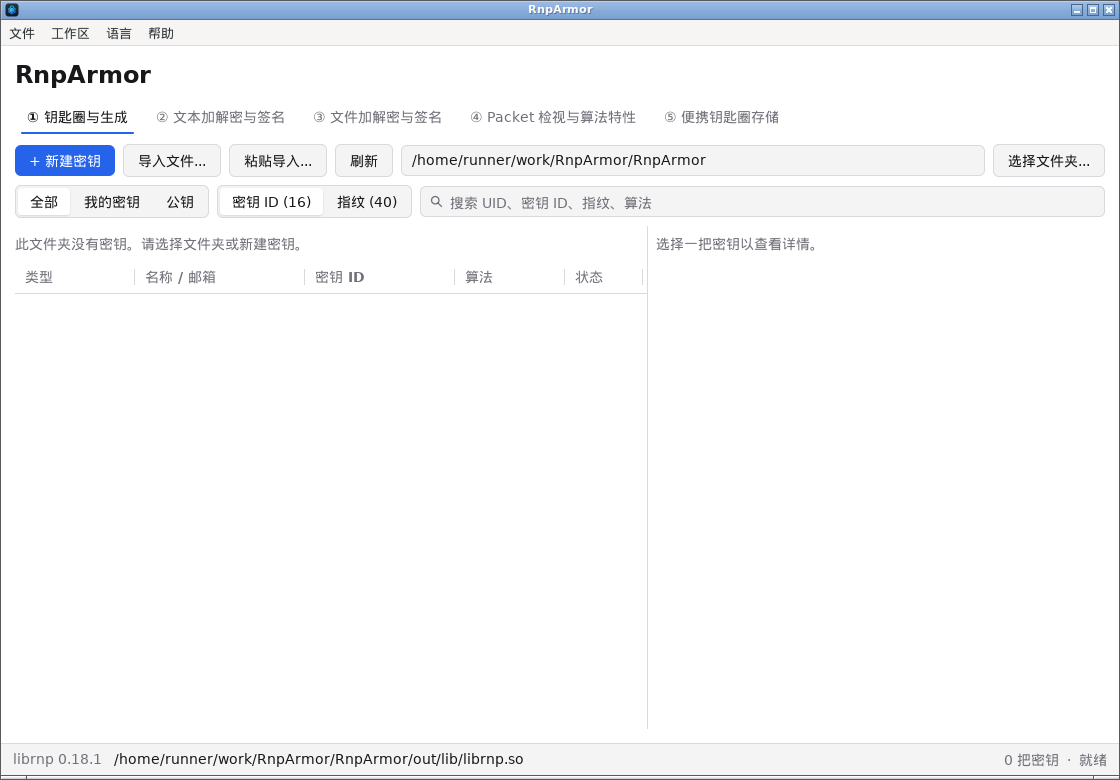 RnpArmor
文件 工作区 语言 帮助
RnpArmor
① 钥匙圈与生成 ② 文本加解密与签名 ③ 文件加解密与签名 ④ Packet 检视与算法特性 ⑤ 便携钥匙圈存储
+ 新建密钥 导入文件... 粘贴导入... 刷新 /home/runner/work/RnpArmor/RnpArmor 选择文件夹...
全部 我的密钥 公钥 密钥 ID (16) 指纹 (40) 搜索 UID、密钥 ID、指纹、算法
此文件夹没有密钥。请选择文件夹或新建密钥。 选择一把密钥以查看详情。
类型 名称 / 邮箱 密钥 ID 算法 状态
librnp 0.18.1 /home/runner/work/RnpArmor/RnpArmor/out/lib/librnp.so 0 把密钥 · 就绪